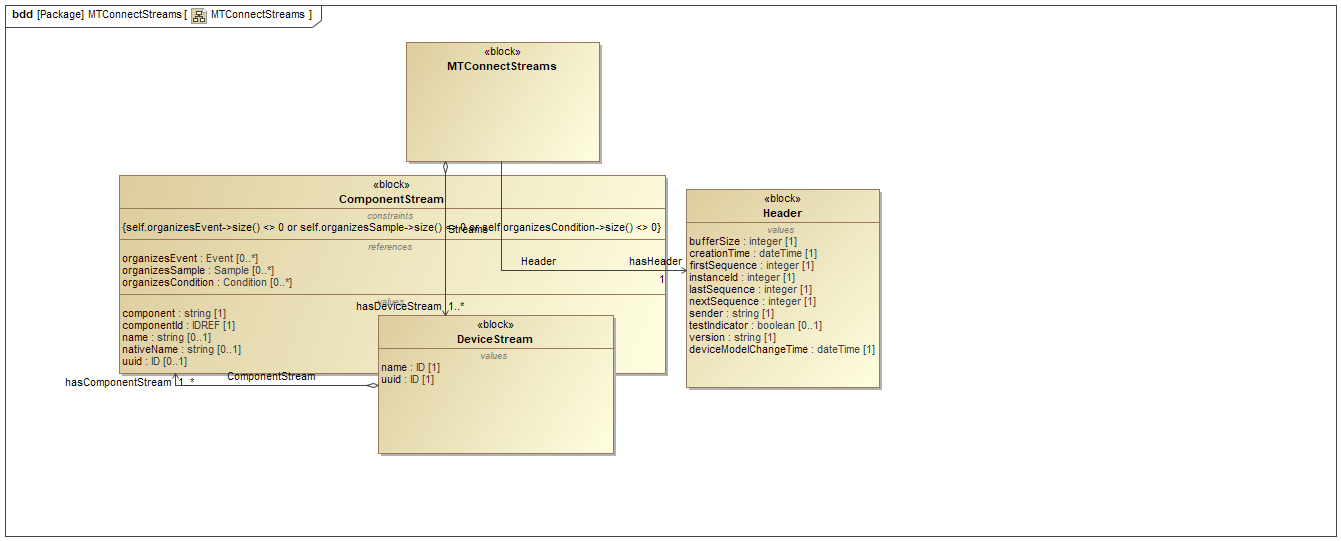 bdd [Package] MTConnectStreams [ MTConnectStreams ]
«block»
MTConnectStreams
«block»
ComponentStream
constraints
{self.organizesEvent->size() <> 0 or self.organizesSample->size() <> 0 or self.organizesCondition->size() <> 0}
references
organizesEvent : Event [0..*]
organizesSample : Sample [0..*]
organizesCondition : Condition [0..*]
values
component : string [1]
componentId : IDREF [1]
name : string [0..1]
nativeName : string [0..1]
uuid : ID [0..1]
Streams
Header
hasHeader
1
«block»
Header
values
bufferSize : integer [1]
creationTime : dateTime [1]
firstSequence : integer [1]
instanceId : integer [1]
lastSequence : integer [1]
nextSequence : integer [1]
sender : string [1]
testIndicator : boolean [0..1]
version : string [1]
deviceModelChangeTime : dateTime [1]
hasDeviceStream 1..*
«block»
DeviceStream
values
name : ID [1]
uuid : ID [1]
hasComponentStream 1..*
ComponentStream